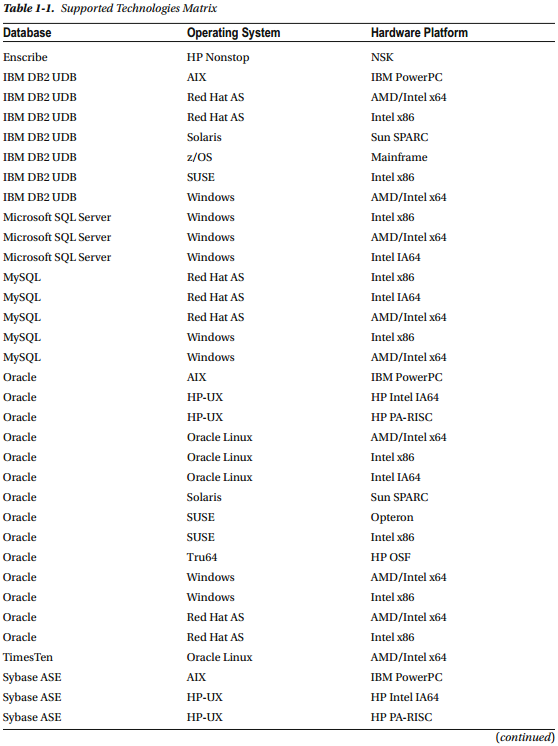 Table 1-1. Supported Technologies Matrix
Database Operating System Hardware Platform
Enscribe HP Nonstop NSK
IBM DB2 UDB AIX IBM PowerPC
IBM DB2 UDB Red Hat AS AMD/Intel x64
IBM DB2 UDB Red Hat AS Intel x86
IBM DB2 UDB Solaris Sun SPARC
IBM DB2 UDB z/OS Mainframe
IBM DB2 UDB SUSE Intel x86
IBM DB2 UDB Windows AMD/Intel x64
Microsoft SQL Server Windows Intel x86
Microsoft SQL Server Windows AMD/Intel x64
Microsoft SQL Server Windows Intel IA64
MySQL Red Hat AS Intel x86
MySQL Red Hat AS Intel IA64
MySQL Red Hat AS AMD/Intel x64
MySQL Windows Intel x86
MySQL Windows AMD/Intel x64
Oracle AIX IBM PowerPC
Oracle HP-UX HP Intel IA64
Oracle HP-UX HP PA-RISC
Oracle Oracle Linux AMD/Intel x64
Oracle Oracle Linux Intel x86
Oracle Oracle Linux Intel IA64
Oracle Solaris Sun SPARC
Oracle SUSE Opteron
Oracle SUSE Intel x86
Oracle Tru64 HP OSF
Oracle Windows AMD/Intel x64
Oracle Windows Intel x86
Oracle Red Hat AS AMD/Intel x64
Oracle Red Hat AS Intel x86
TimesTen Oracle Linux AMD/Intel x64
Sybase ASE AIX IBM PowerPC
Sybase ASE HP-UX HP Intel IA64
Sybase ASE HP-UX HP PA-RISC
(continued)